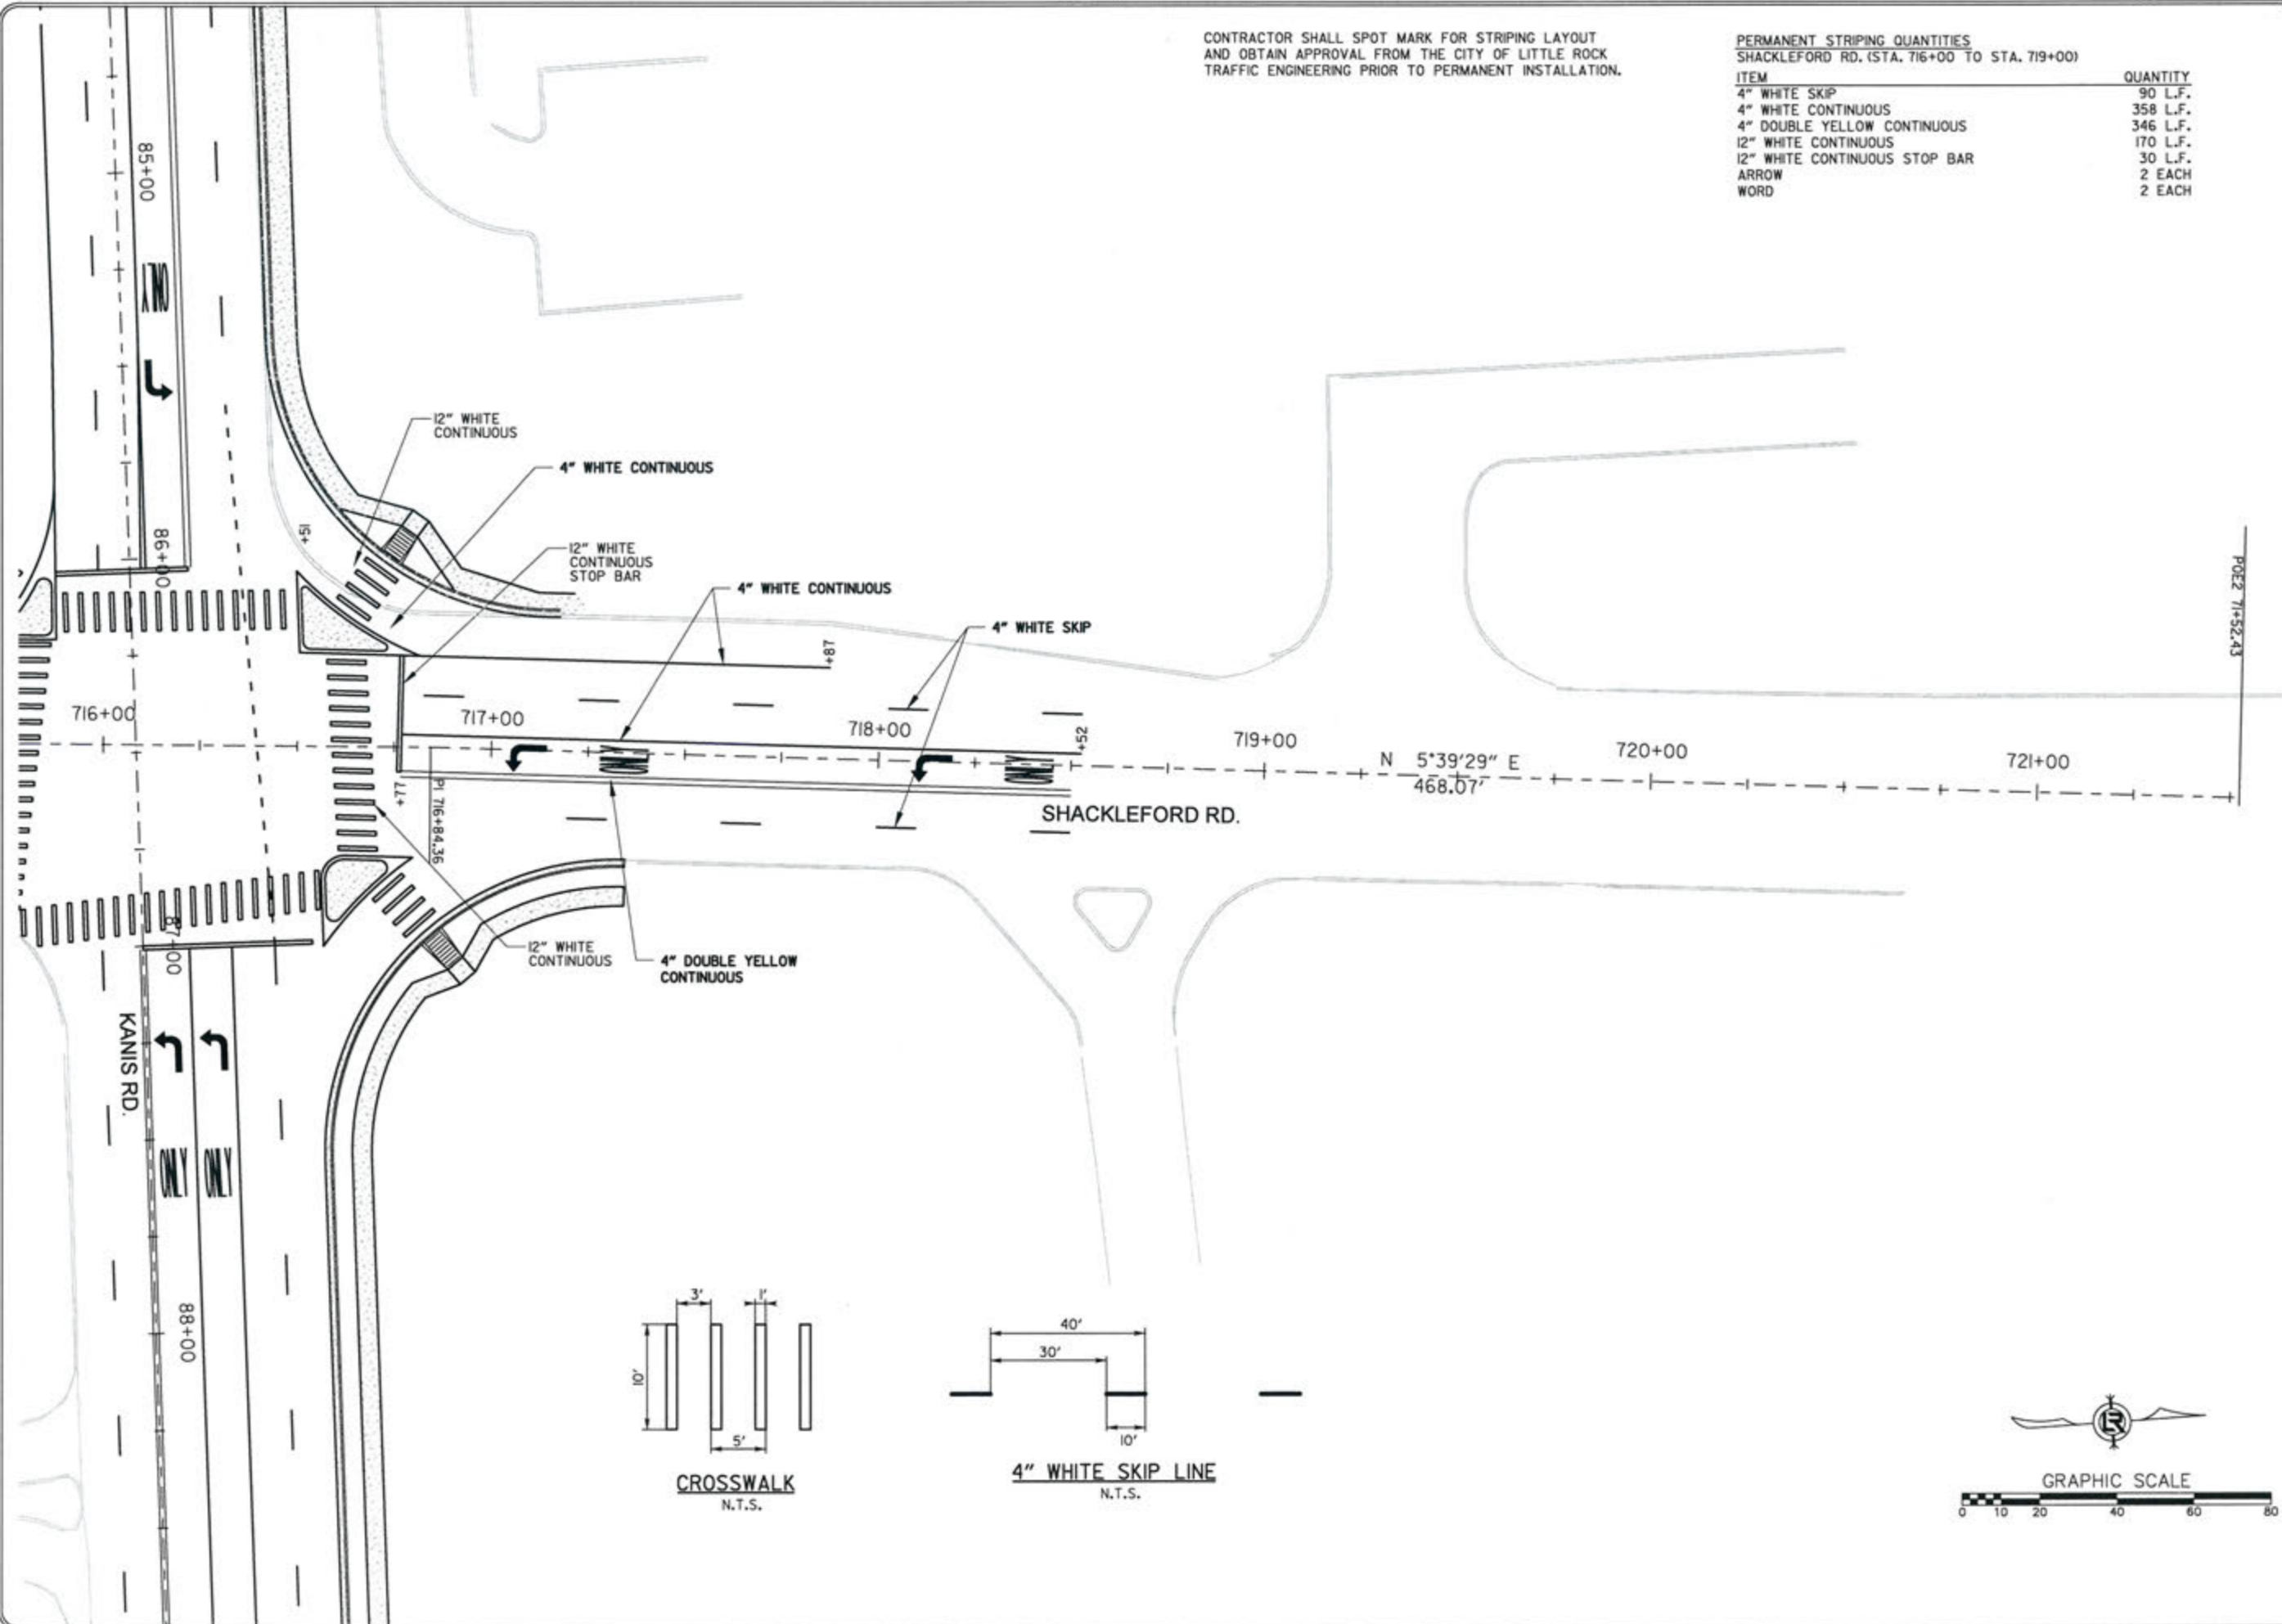 CONTRACTOR SHALL SPOT MARK FOR STRIPING LAYOUT
AND OBTAIN APPROVAL FROM THE CITY OF LITTLE ROCK
TRAFFIC ENGINEERING PRIOR TO PERMANENT INSTALLATION.
PERMANENT STRIPING QUANTITIES
SHACKLEFORD RD. (STA. 716+00 TO STA. 719+00)
ITEM QUANTITY
4" WHITE SKIP 90 L.F.
4" WHITE CONTINUOUS 358 L.F.
4" DOUBLE YELLOW CONTINUOUS 346 L.F.
12" WHITE CONTINUOUS 170 L.F.
12" WHITE CONTINUOUS STOP BAR 30 L.F.
ARROW 2 EACH
WORD 2 EACH
85+00
ONLY
12" WHITE
CONTINUOUS
4" WHITE CONTINUOUS
+51
86+00
12" WHITE
CONTINUOUS
STOP BAR
4" WHITE CONTINUOUS
4" WHITE SKIP
+87
POE2 71+52.43
716+00
717+00
718+00
+52
719+00
720+00
721+00
N 5°39'29" E
468.07'
ONLY
ONLY
+77
PI 716+84.36
SHACKLEFORD RD.
87+00
12" WHITE
CONTINUOUS
4" DOUBLE YELLOW
CONTINUOUS
KANIS RD.
ONLY
ONLY
88+00
3'
1'
10'
5'
CROSSWALK
N.T.S.
40'
30'
10'
4" WHITE SKIP LINE
N.T.S.
LR
GRAPHIC SCALE
0 10 20 40 60 80